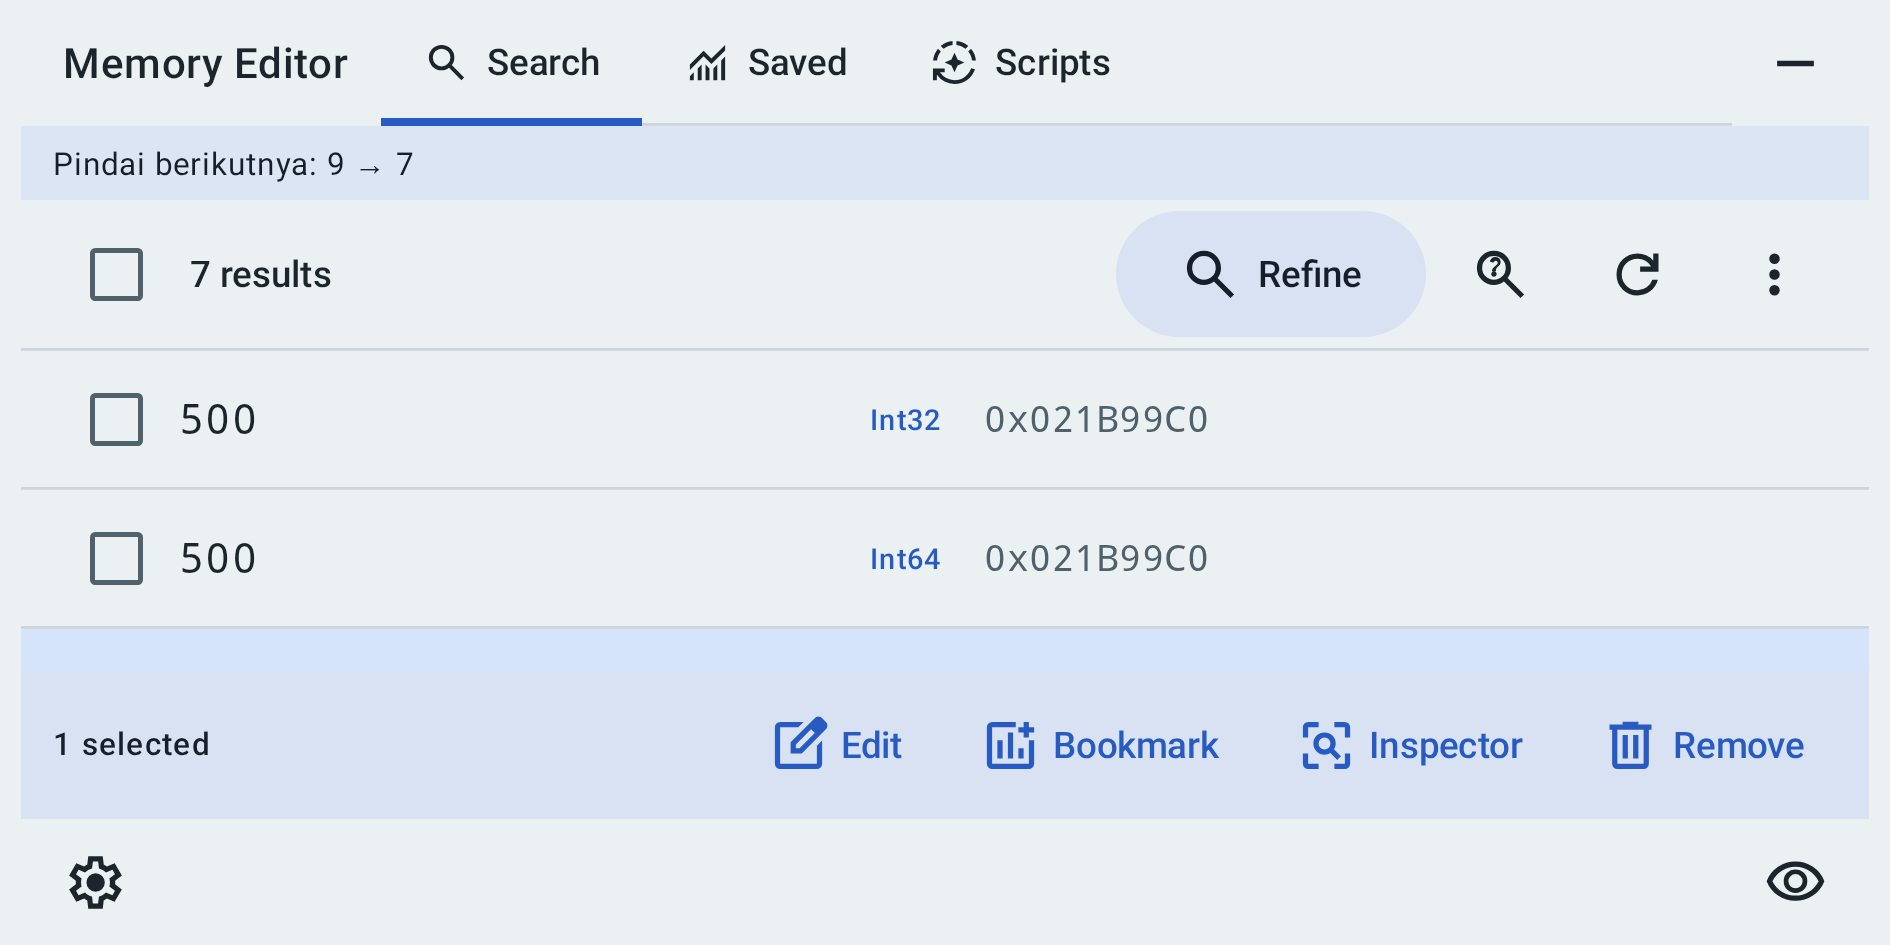 Memory Editor Search Saved Scripts
Pindai berikutnya: 9 → 7
7 results Refine
500 Int32 0x021B99C0
500 Int64 0x021B99C0
1 selected Edit Bookmark Inspector Remove